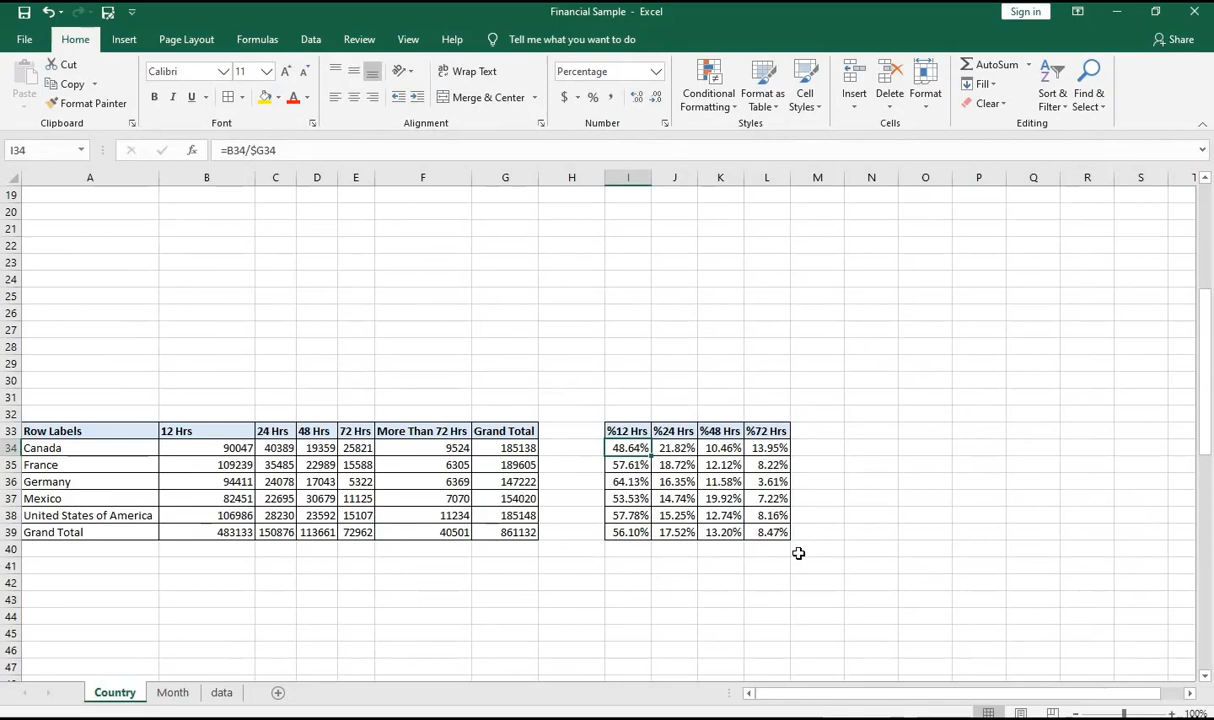 Financial Sample - Excel
Sign in
File Home Insert Page Layout Formulas Data Review View Help Tell me what you want to do Share
Paste
Cut
Copy
Format Painter
Clipboard
Calibri 11
B I U A
Font
Wrap Text
Merge & Center
Alignment
Percentage
$ % ,
Number
Conditional Formatting
Format as Table
Cell Styles
Styles
Insert
Delete
Format
Cells
AutoSum
Fill
Clear
Sort & Filter
Find & Select
Editing
I34 fx =B34/$G34
A B C D E F G H I J K L M N O P Q R S T
19
20
21
22
23
24
25
26
27
28
29
30
31
32
33 Row Labels 12 Hrs 24 Hrs 48 Hrs 72 Hrs More Than 72 Hrs Grand Total %12 Hrs %24 Hrs %48 Hrs %72 Hrs
34 Canada 90047 40389 19359 25821 9524 185138 48.64% 21.82% 10.46% 13.95%
35 France 109239 35485 22989 15588 6305 189605 57.61% 18.72% 12.12% 8.22%
36 Germany 94411 24078 17043 5322 6369 147222 64.13% 16.35% 11.58% 3.61%
37 Mexico 82451 22695 30679 11125 7070 154020 53.53% 14.74% 19.92% 7.22%
38 United States of America 106986 28230 23592 15107 11234 185148 57.78% 15.25% 12.74% 8.16%
39 Grand Total 483133 150876 113661 72962 40501 861132 56.10% 17.52% 13.20% 8.47%
40
41
42
43
44
45
46
47
Country Month data
100%